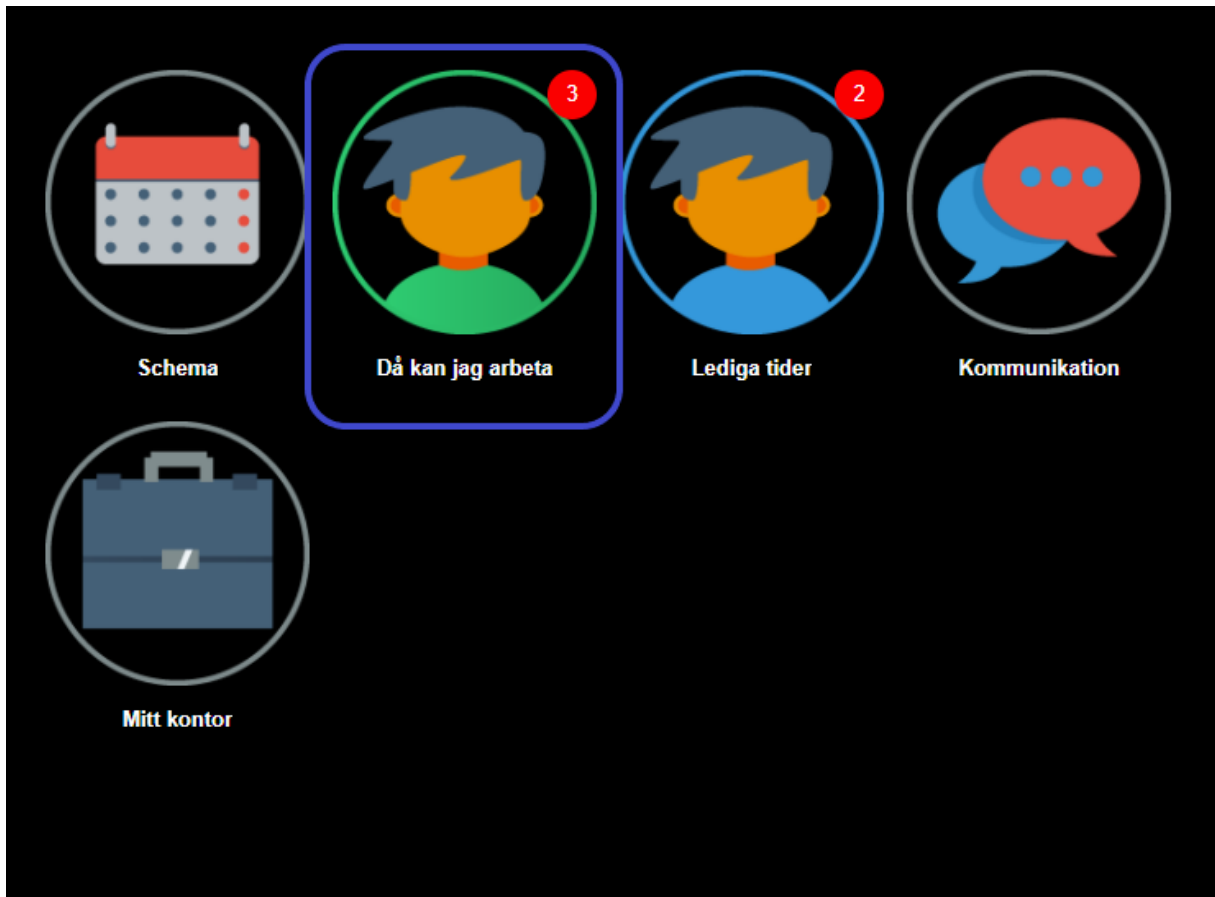 3
2
Schema
Då kan jag arbeta
Lediga tider
Kommunikation
Mitt kontor